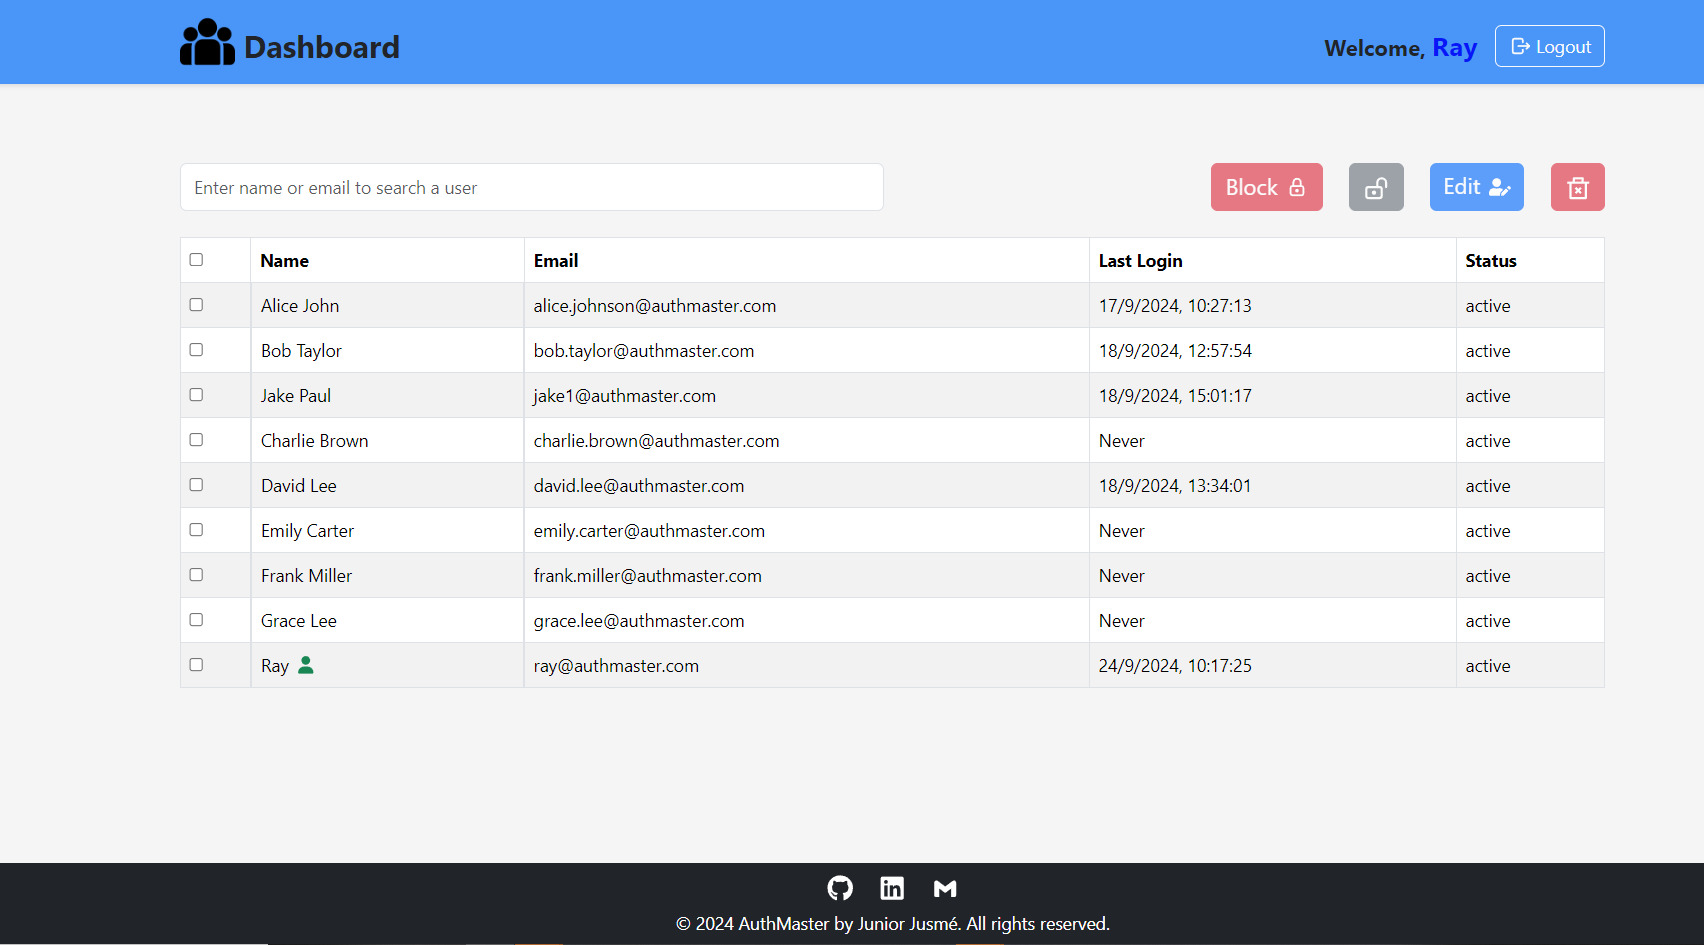 Dashboard
Welcome, Ray
Logout
Enter name or email to search a user
Block
Edit
Name Email Last Login Status
Alice John alice.johnson@authmaster.com 17/9/2024, 10:27:13 active
Bob Taylor bob.taylor@authmaster.com 18/9/2024, 12:57:54 active
Jake Paul jake1@authmaster.com 18/9/2024, 15:01:17 active
Charlie Brown charlie.brown@authmaster.com Never active
David Lee david.lee@authmaster.com 18/9/2024, 13:34:01 active
Emily Carter emily.carter@authmaster.com Never active
Frank Miller frank.miller@authmaster.com Never active
Grace Lee grace.lee@authmaster.com Never active
Ray ray@authmaster.com 24/9/2024, 10:17:25 active
© 2024 AuthMaster by Junior Jusmé. All rights reserved.